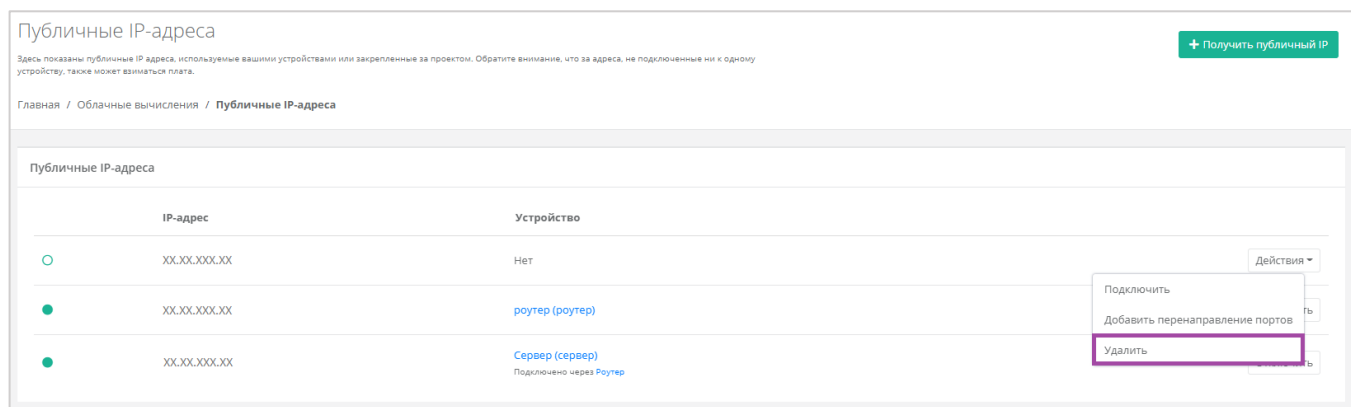 Публичные IP-адреса
+ Получить публичный IP
Здесь показаны публичные IP адреса, используемые вашими устройствами или закрепленные за проектом. Обратите внимание, что за адреса, не подключенные ни к одному
устройству, также может взиматься плата.
Главная / Облачные вычисления / Публичные IP-адреса
Публичные IP-адреса
IP-адрес Устройство
XX.XX.XXX.XX Нет Действия
Подключить
XX.XX.XXX.XX роутер (роутер)
Добавить перенаправление портов
Удалить
XX.XX.XXX.XX Сервер (сервер)
Подключено через Роутер